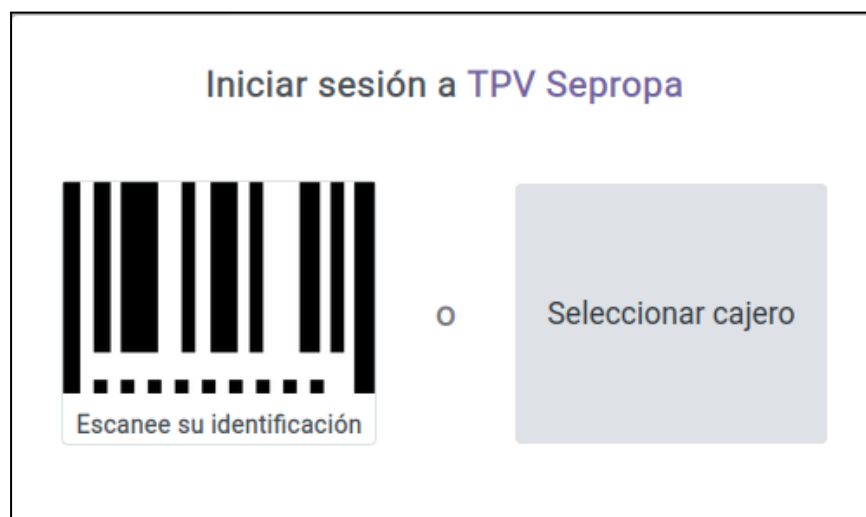 Iniciar sesión a TPV Sepropa
Escanee su identificación
o
Seleccionar cajero